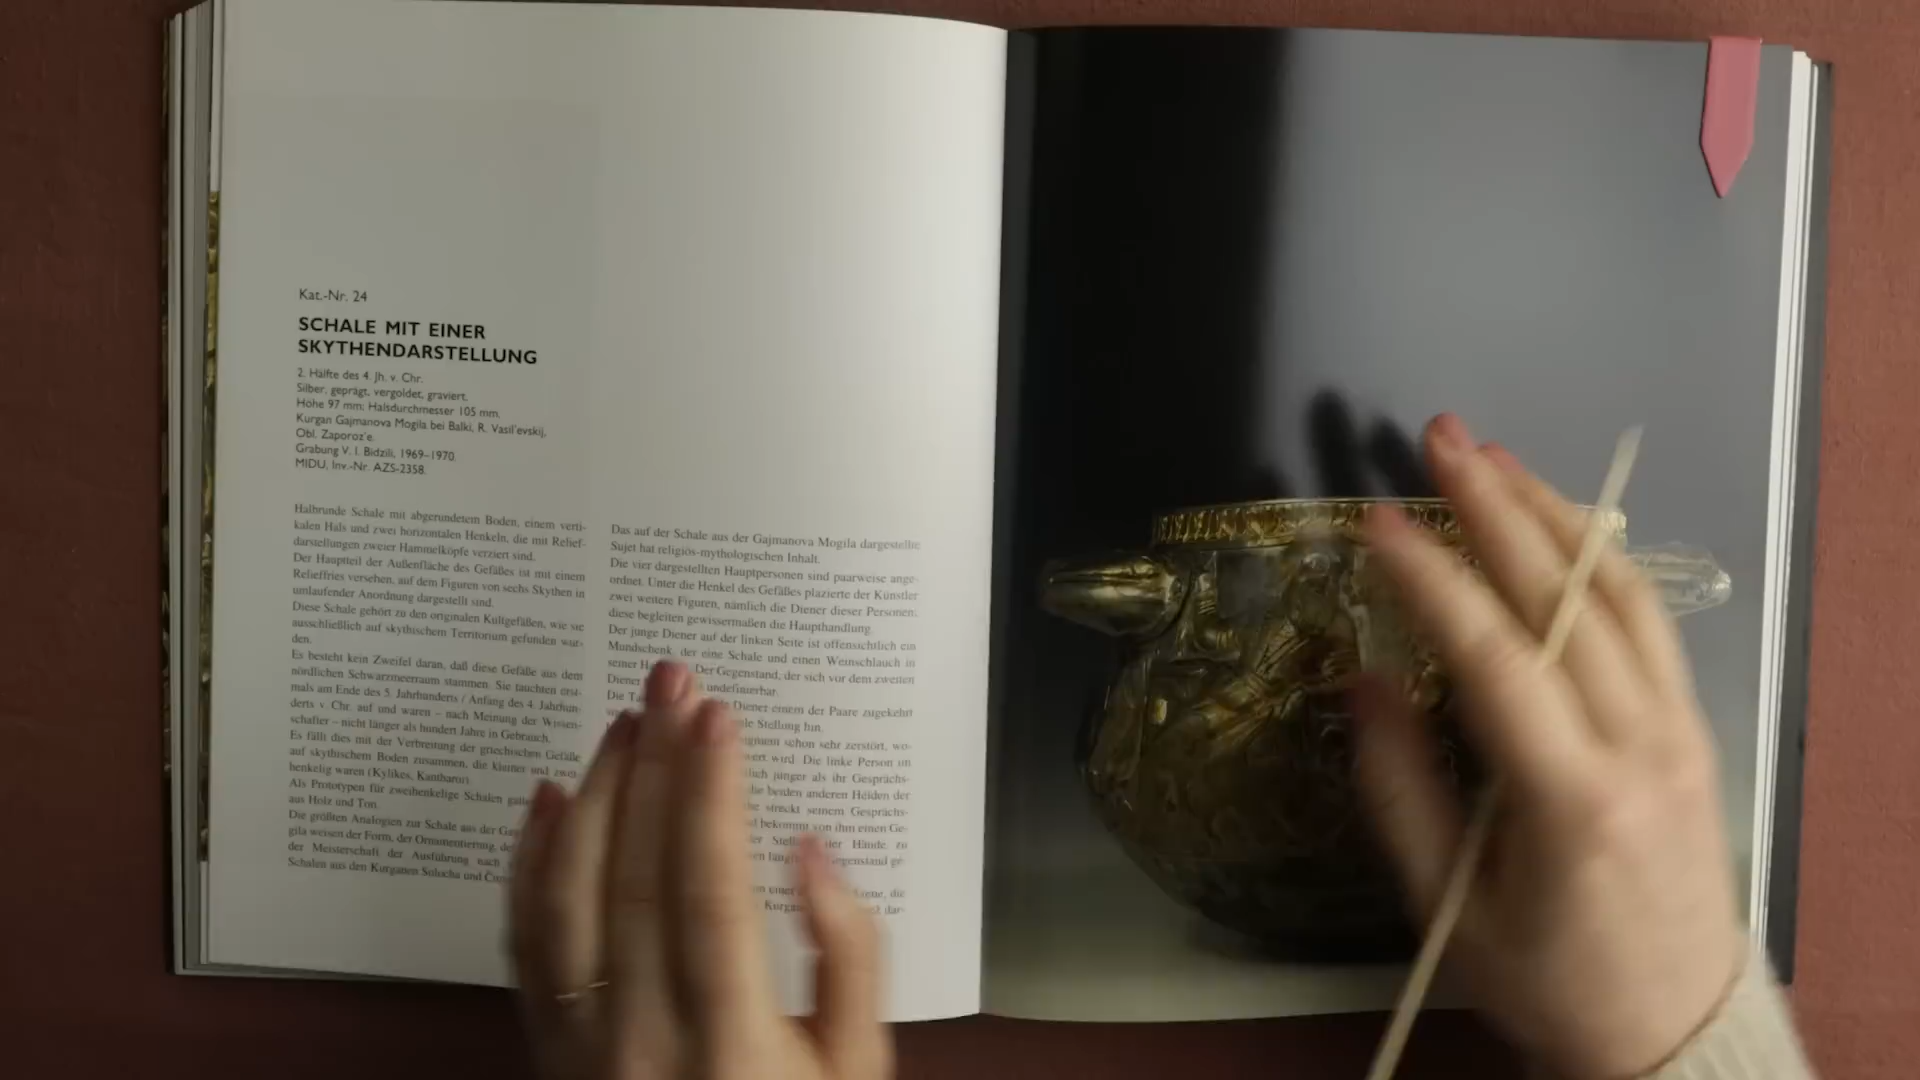 Kat.-Nr. 24
SCHALE MIT EINER
SKYTHENDARSTELLUNG
2. Hälfte des 4. Jh. v. Chr.
Silber, geprägt, vergoldet, graviert.
Höhe 97 mm; Halsdurchmesser 105 mm.
Kurgan Gajmanova Mogila bei Balki, R. Vasil'evskij,
Obl. Zaporož'e.
Grabung V. I. Bidzilj, 1969–1970.
MIDU, Inv.-Nr. AZS-2358.
Halbrunde Schale mit abgerundetem Boden, einem verti-
kalen Hals und zwei horizontalen Henkeln, die mit Relief-
darstellungen zweier Hammelköpfe verziert sind.
Der Hauptteil der Außenfläche des Gefäßes ist mit einem
Relieffries versehen, auf dem Figuren von sechs Skythen in
umlaufender Anordnung dargestellt sind.
Diese Schale gehört zu den originalen Kultgefäßen, wie sie
ausschließlich auf skythischem Territorium gefunden wur-
den.
Es besteht kein Zweifel daran, daß diese Gefäße aus dem
nördlichen Schwarzmeerraum stammen. Sie tauchten erst-
mals am Ende des 5. Jahrhunderts / Anfang des 4. Jahrhun-
derts v. Chr. auf und waren – nach Meinung der Wissen-
schafter – nicht länger als hundert Jahre in Gebrauch.
Es fällt dies mit der Verbreitung der griechischen Gefäße
auf skythischem Boden zusammen, die kleiner und zwei-
henkelig waren (Kylikes, Kantharoi).
Als Prototypen für zweihenkelige Schalen
aus Holz und Ton.
Die größten Analogien zur Schale aus der
gila weisen der Form, der Ornamentierung,
der Meisterschaft der Ausführung nach
Schalen aus den Kurganen Solocha und
Das auf der Schale aus der Gajmanova Mogila dargestellte
Sujet hat religiös-mythologischen Inhalt.
Die vier dargestellten Hauptpersonen sind paarweise ange-
ordnet. Unter die Henkel des Gefäßes plazierte der Künstler
zwei weitere Figuren, nämlich die Diener dieser Personen;
diese begleiten gewissermaßen die Haupthandlung.
Der junge Diener auf der linken Seite ist offensichtlich ein
Mundschenk, der eine Schale und einen Weinschlauch in
seiner Der Gegenstand, der sich vor dem zweiten
Diener undefinierbar.
Die Diener einem der Paare zugekehrt
Stellung hin.
schon sehr zerstört, wo-
wird. Die linke Person im
jünger als ihr Gesprächs-
beiden anderen Helden der
streckt seinem Gesprächs-
bekommt von ihm einen Ge-
Hände, zu
Gegenstand ge-
unter die
dar-